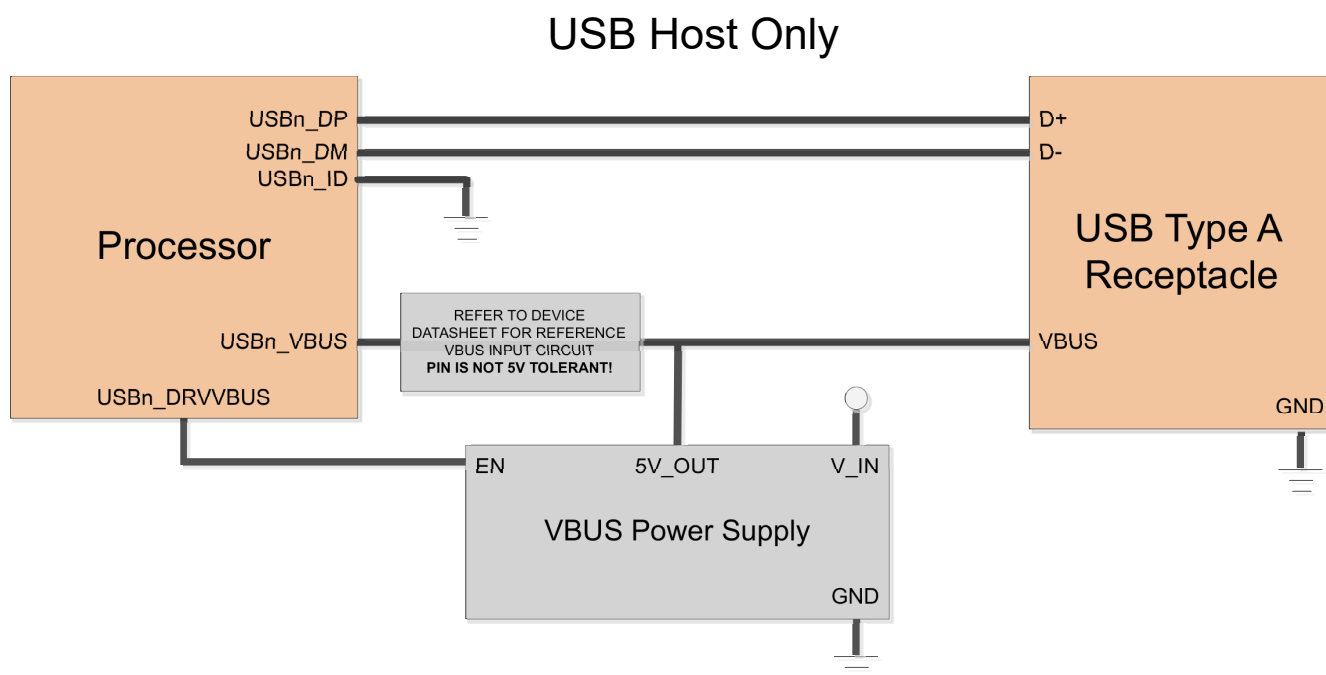 USB Host Only
USBn_DP
USBn_DM
USBn_ID
Processor
USBn_VBUS
USBn_DRVVBUS
REFER TO DEVICE
DATASHEET FOR REFERENCE
VBUS INPUT CIRCUIT
PIN IS NOT 5V TOLERANT!
D+
D-
USB Type A
Receptacle
VBUS
GND
EN
5V_OUT
V_IN
VBUS Power Supply
GND